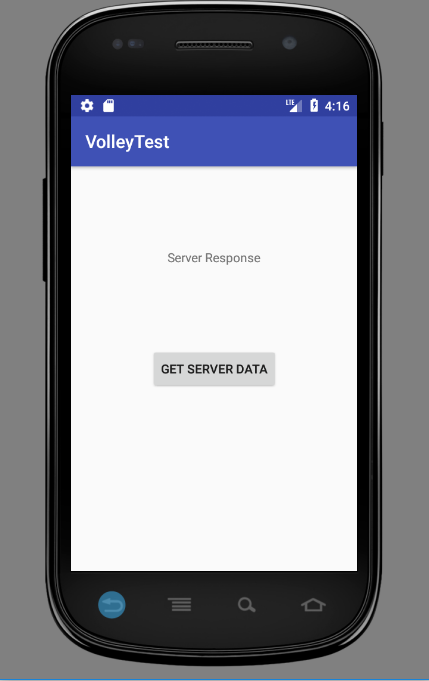 LTE 4:16
VolleyTest
Server Response
GET SERVER DATA